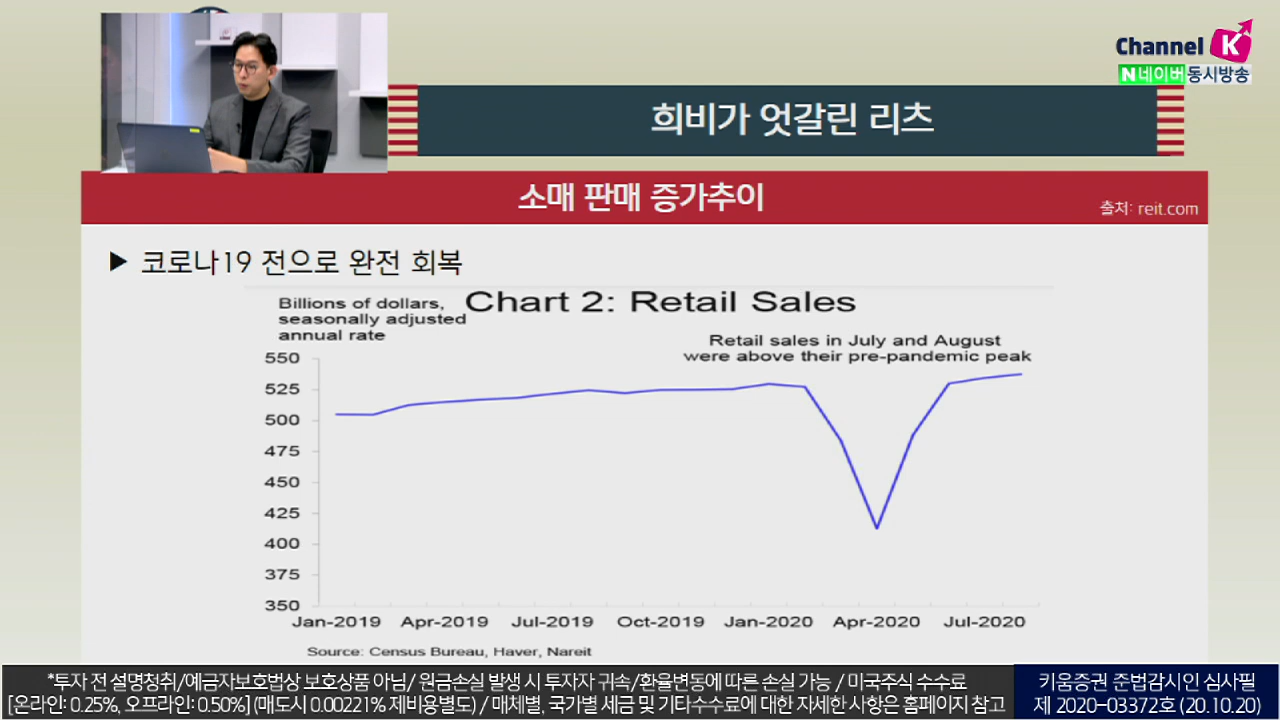 Channel K
N네이버 동시방송
희비가 엇갈린 리츠
소매 판매 증가추이
출처: reit.com
▶ 코로나19 전으로 완전 회복
Chart 2: Retail Sales
Billions of dollars,
seasonally adjusted
annual rate
Retail sales in July and August
were above their pre-pandemic peak
550
525
500
475
450
425
400
375
350
Jan-2019 Apr-2019 Jul-2019 Oct-2019 Jan-2020 Apr-2020 Jul-2020
Source: Census Bureau, Haver, Nareit
*투자 전 설명청취/예금자보호법상 보호상품 아님/ 원금손실 발생 시 투자자 귀속/환율변동에 따른 손실 가능 / 미국주식 수수료
[온라인: 0.25%, 오프라인: 0.50%] (매도시 0.00221% 제비용별도) / 매체별, 국가별 세금 및 기타수수료에 대한 자세한 사항은 홈페이지 참고
키움증권 준법감시인 심사필
제 2020-03372호 (20.10.20)